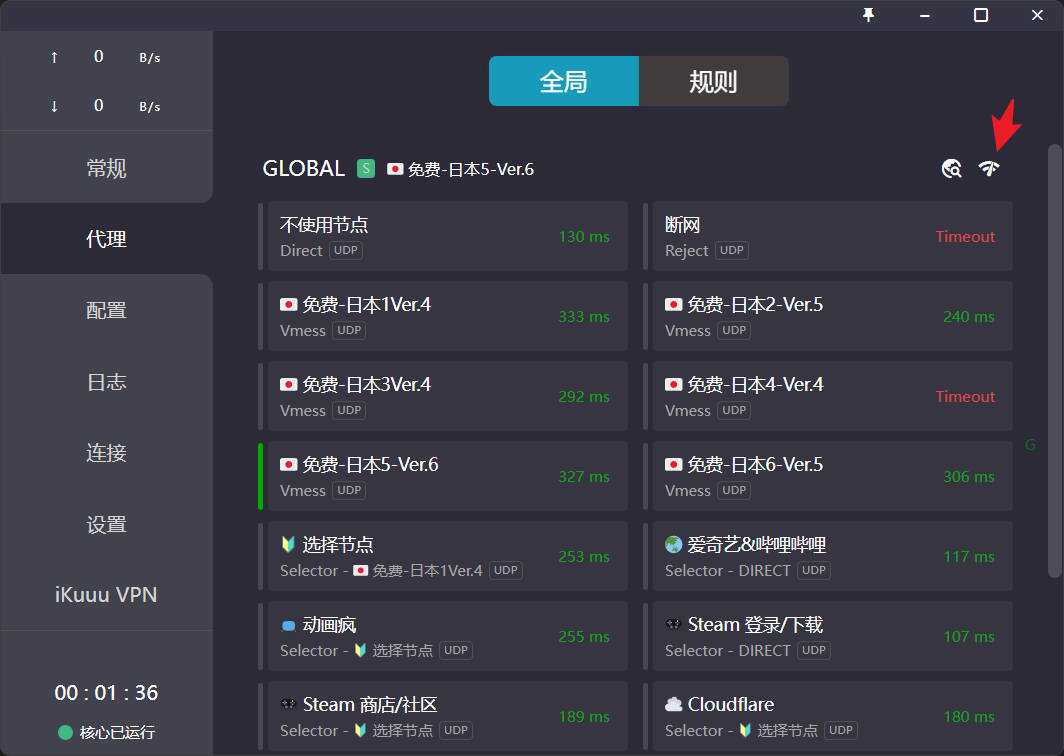 ↑ 0 B/s
↓ 0 B/s
常规
代理
配置
日志
连接
设置
iKuuu VPN
00 : 01 : 36
核心已运行
全局 规则
GLOBAL S 免费-日本5-Ver.6
不使用节点
Direct UDP
130 ms
断网
Reject UDP
Timeout
免费-日本1Ver.4
Vmess UDP
333 ms
免费-日本2-Ver.5
Vmess UDP
240 ms
免费-日本3Ver.4
Vmess UDP
292 ms
免费-日本4-Ver.4
Vmess UDP
Timeout
免费-日本5-Ver.6
Vmess UDP
327 ms
免费-日本6-Ver.5
Vmess UDP
306 ms
G
选择节点
Selector - 免费-日本1Ver.4 UDP
253 ms
爱奇艺&哔哩哔哩
Selector - DIRECT UDP
117 ms
动画疯
Selector - 选择节点 UDP
255 ms
Steam 登录/下载
Selector - DIRECT UDP
107 ms
Steam 商店/社区
Selector - 选择节点 UDP
189 ms
Cloudflare
Selector - 选择节点 UDP
180 ms